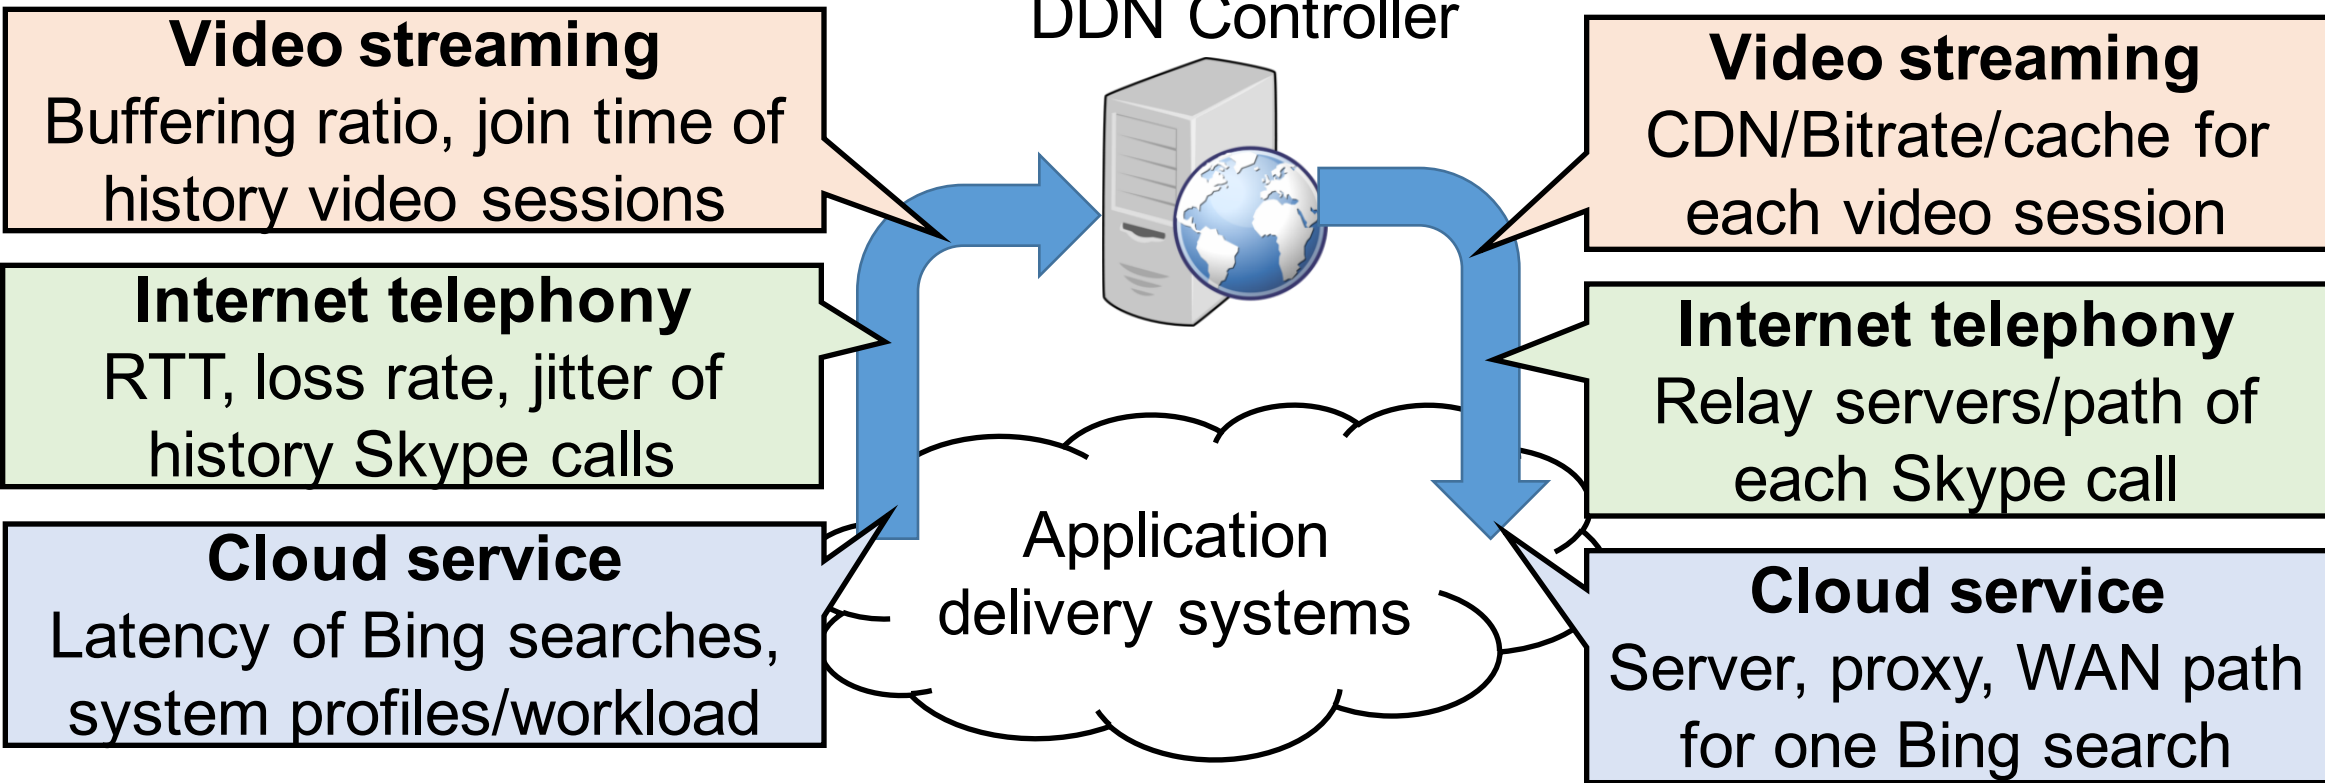 DDN Controller
Video streaming
Buffering ratio, join time of
history video sessions
Internet telephony
RTT, loss rate, jitter of
history Skype calls
Cloud service
Latency of Bing searches,
system profiles/workload
Application
delivery systems
Video streaming
CDN/Bitrate/cache for
each video session
Internet telephony
Relay servers/path of
each Skype call
Cloud service
Server, proxy, WAN path
for one Bing search